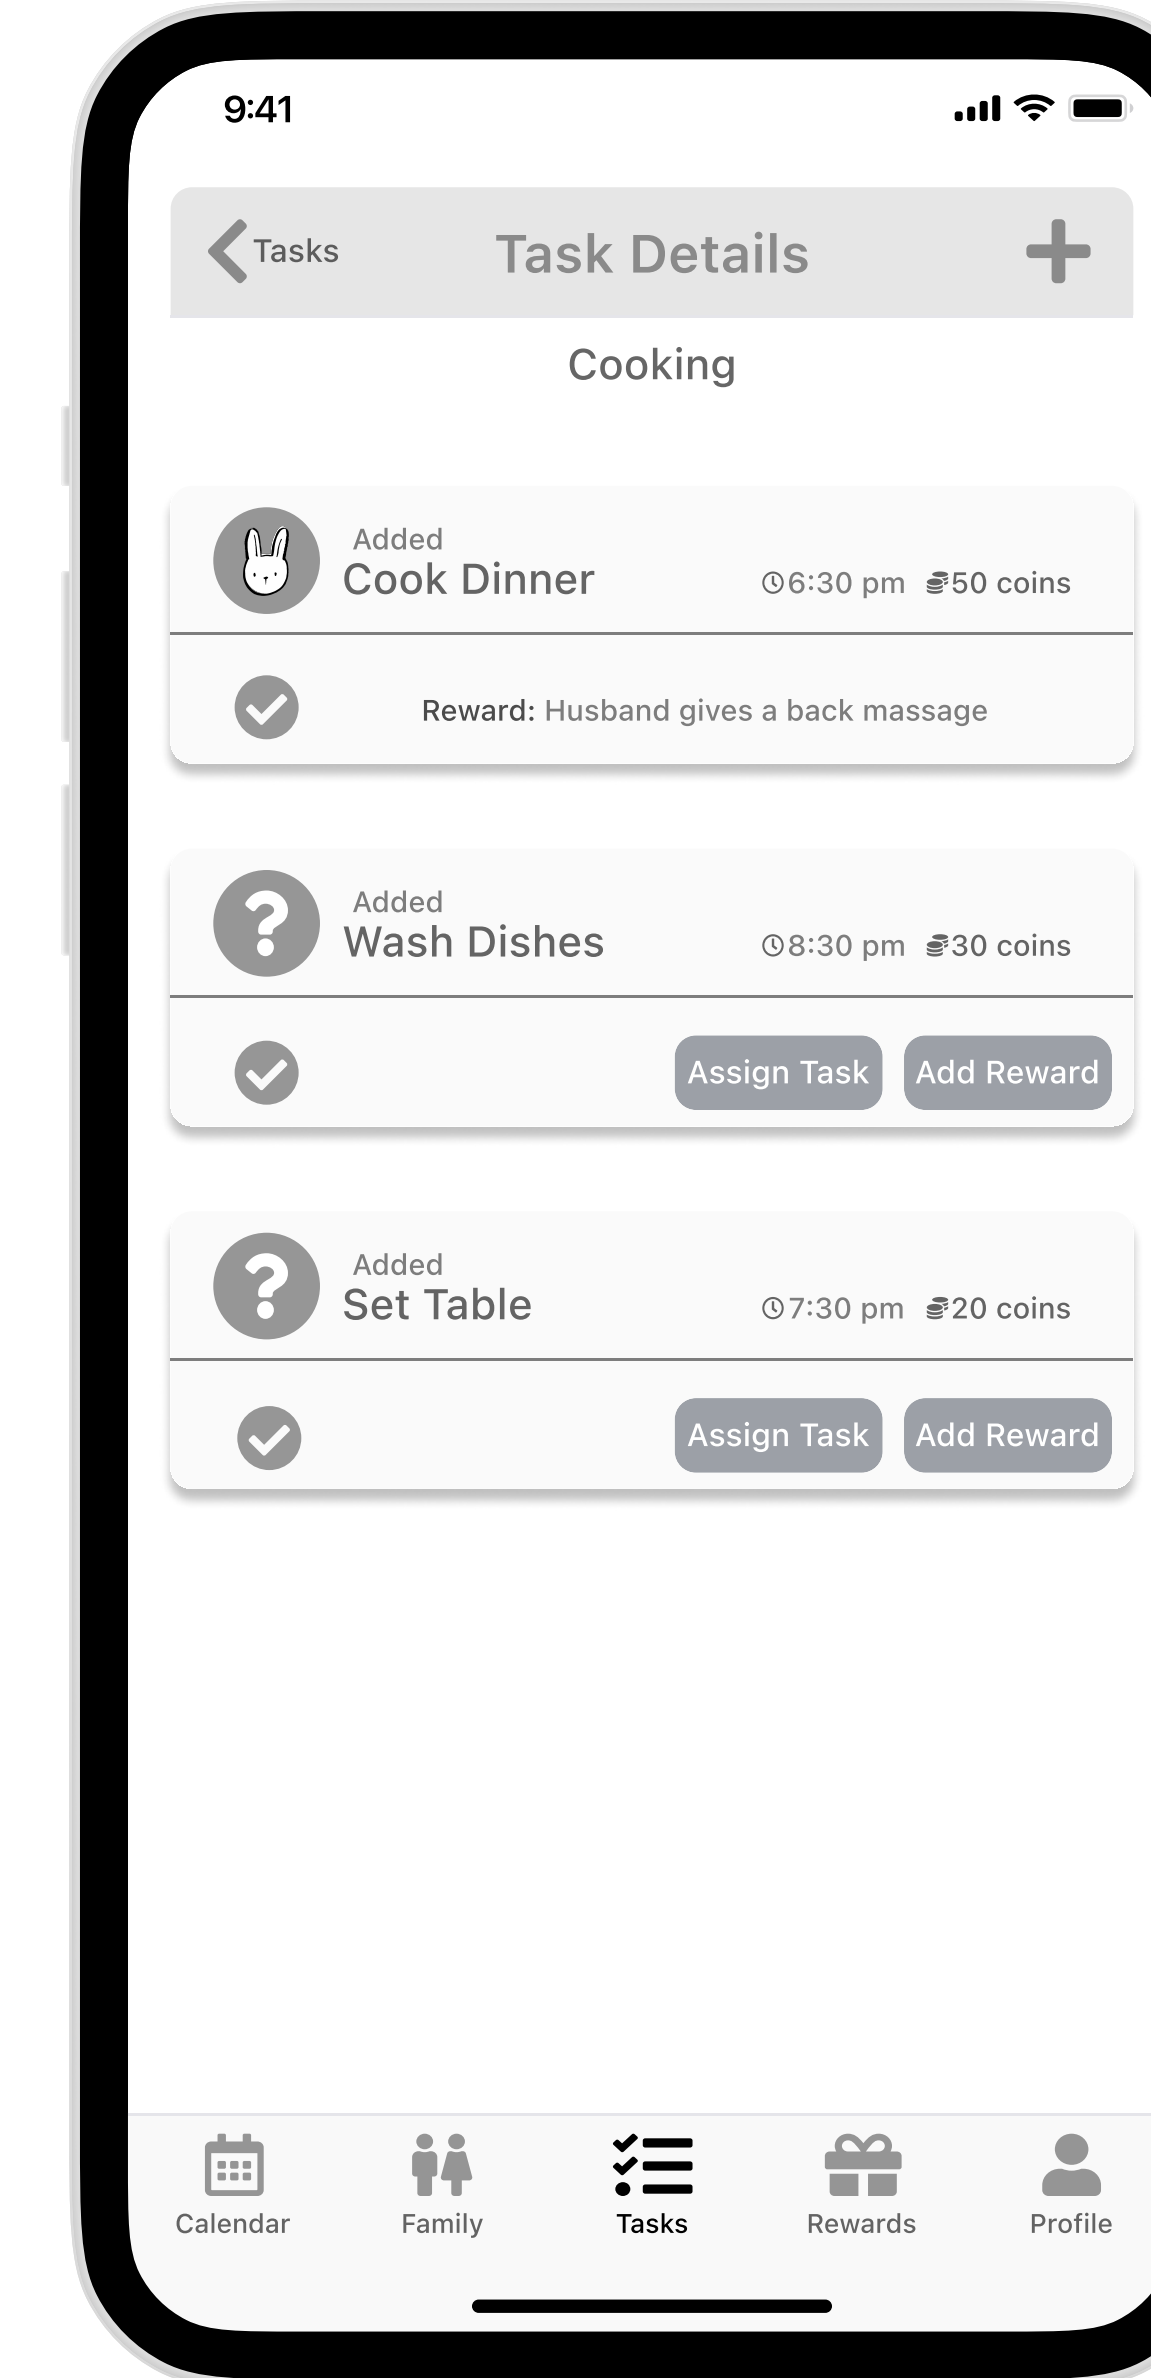 9:41
Tasks
Task Details
Cooking
Added
Cook Dinner
6:30 pm 50 coins
Reward: Husband gives a back massage
Added
Wash Dishes
8:30 pm 30 coins
Assign Task Add Reward
Added
Set Table
7:30 pm 20 coins
Assign Task Add Reward
Calendar Family Tasks Rewards Profile